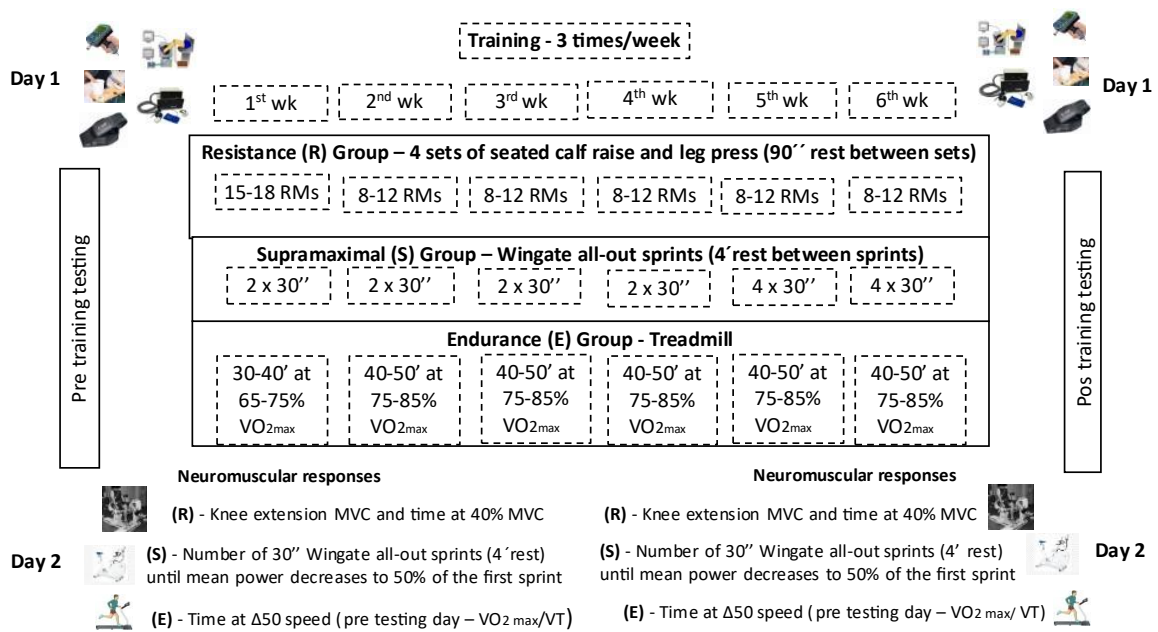 Training - 3 times/week
Day 1
Day 1
1st wk
2nd wk
3rd wk
4th wk
5th wk
6th wk
Resistance (R) Group – 4 sets of seated calf raise and leg press (90´´ rest between sets)
15-18 RMs
8-12 RMs
8-12 RMs
8-12 RMs
8-12 RMs
8-12 RMs
Supramaximal (S) Group – Wingate all-out sprints (4´rest between sprints)
2 x 30’’
2 x 30’’
2 x 30’’
2 x 30’’
4 x 30’’
4 x 30’’
Endurance (E) Group - Treadmill
30-40’ at
65-75%
VO2max
40-50’ at
75-85%
VO2max
40-50’ at
75-85%
VO2max
40-50’ at
75-85%
VO2max
40-50’ at
75-85%
VO2max
40-50’ at
75-85%
VO2max
Pre training testing
Pos training testing
Neuromuscular responses
(R) - Knee extension MVC and time at 40% MVC
Day 2
(S) - Number of 30’’ Wingate all-out sprints (4´rest)
until mean power decreases to 50% of the first sprint
(E) - Time at Δ50 speed (pre testing day – VO2 max/VT)
Neuromuscular responses
(R) - Knee extension MVC and time at 40% MVC
(S) - Number of 30’’ Wingate all-out sprints (4’ rest)
until mean power decreases to 50% of the first sprint
Day 2
(E) - Time at Δ50 speed (pre testing day – VO2 max/ VT)